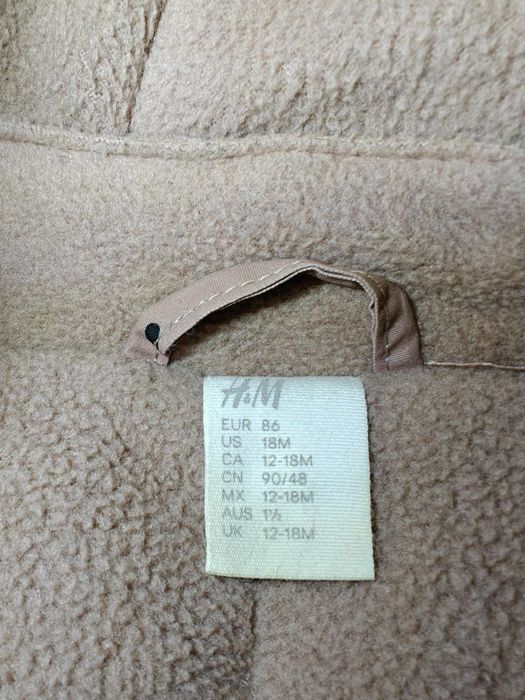 H&M
EUR 86
US 18M
CA 12-18M
CN 90/48
MX 12-18M
AUS 1½
UK 12-18M